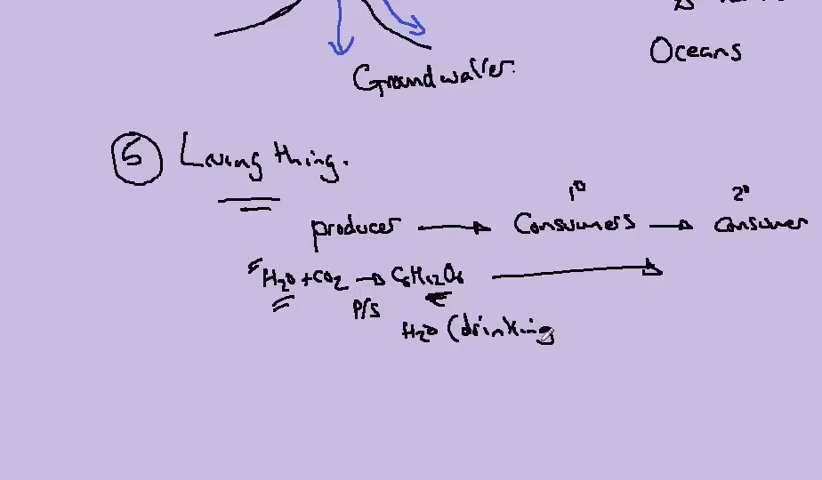 Oceans
Groundwater.
5 Living thing.
1° 2°
producer → Consumers → Consumer
H2O + CO2 → C6H12O6 →
P/S
H2O (drinking